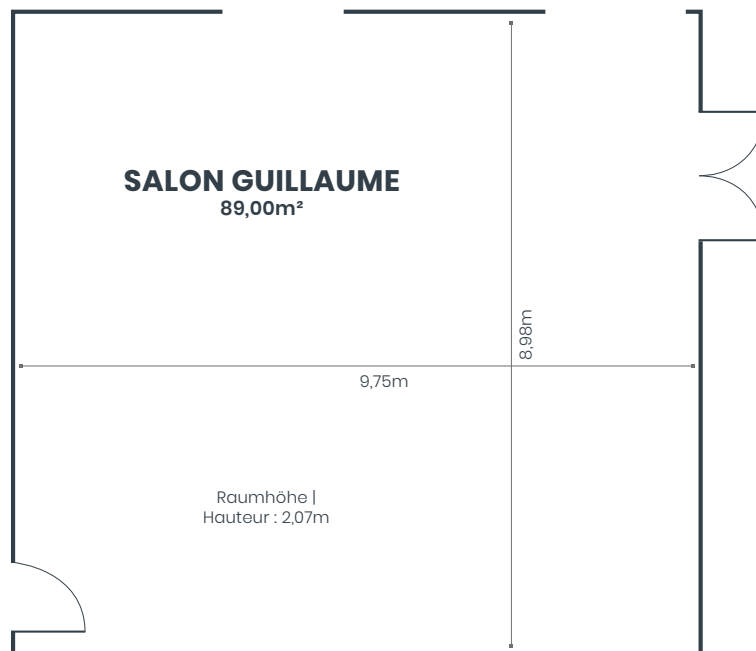 SALON GUILLAUME
89,00m²
8,98m
9,75m
Raumhöhe |
Hauteur : 2,07m